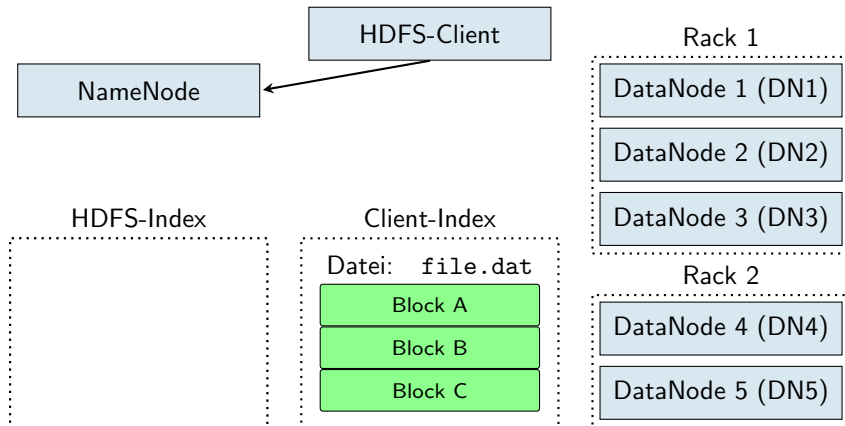 HDFS-Client
NameNode
Rack 1
DataNode 1 (DN1)
DataNode 2 (DN2)
DataNode 3 (DN3)
HDFS-Index
Client-Index
Datei: file.dat
Block A
Block B
Block C
Rack 2
DataNode 4 (DN4)
DataNode 5 (DN5)